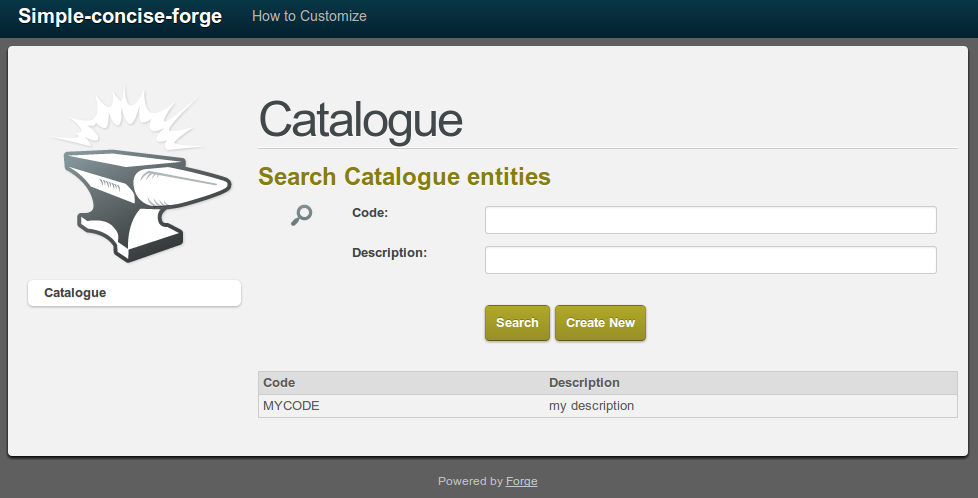 Simple-concise-forge How to Customize
Catalogue
Search Catalogue entities
Code:
Description:
Catalogue
Search Create New
Code Description
MYCODE my description
Powered by Forge